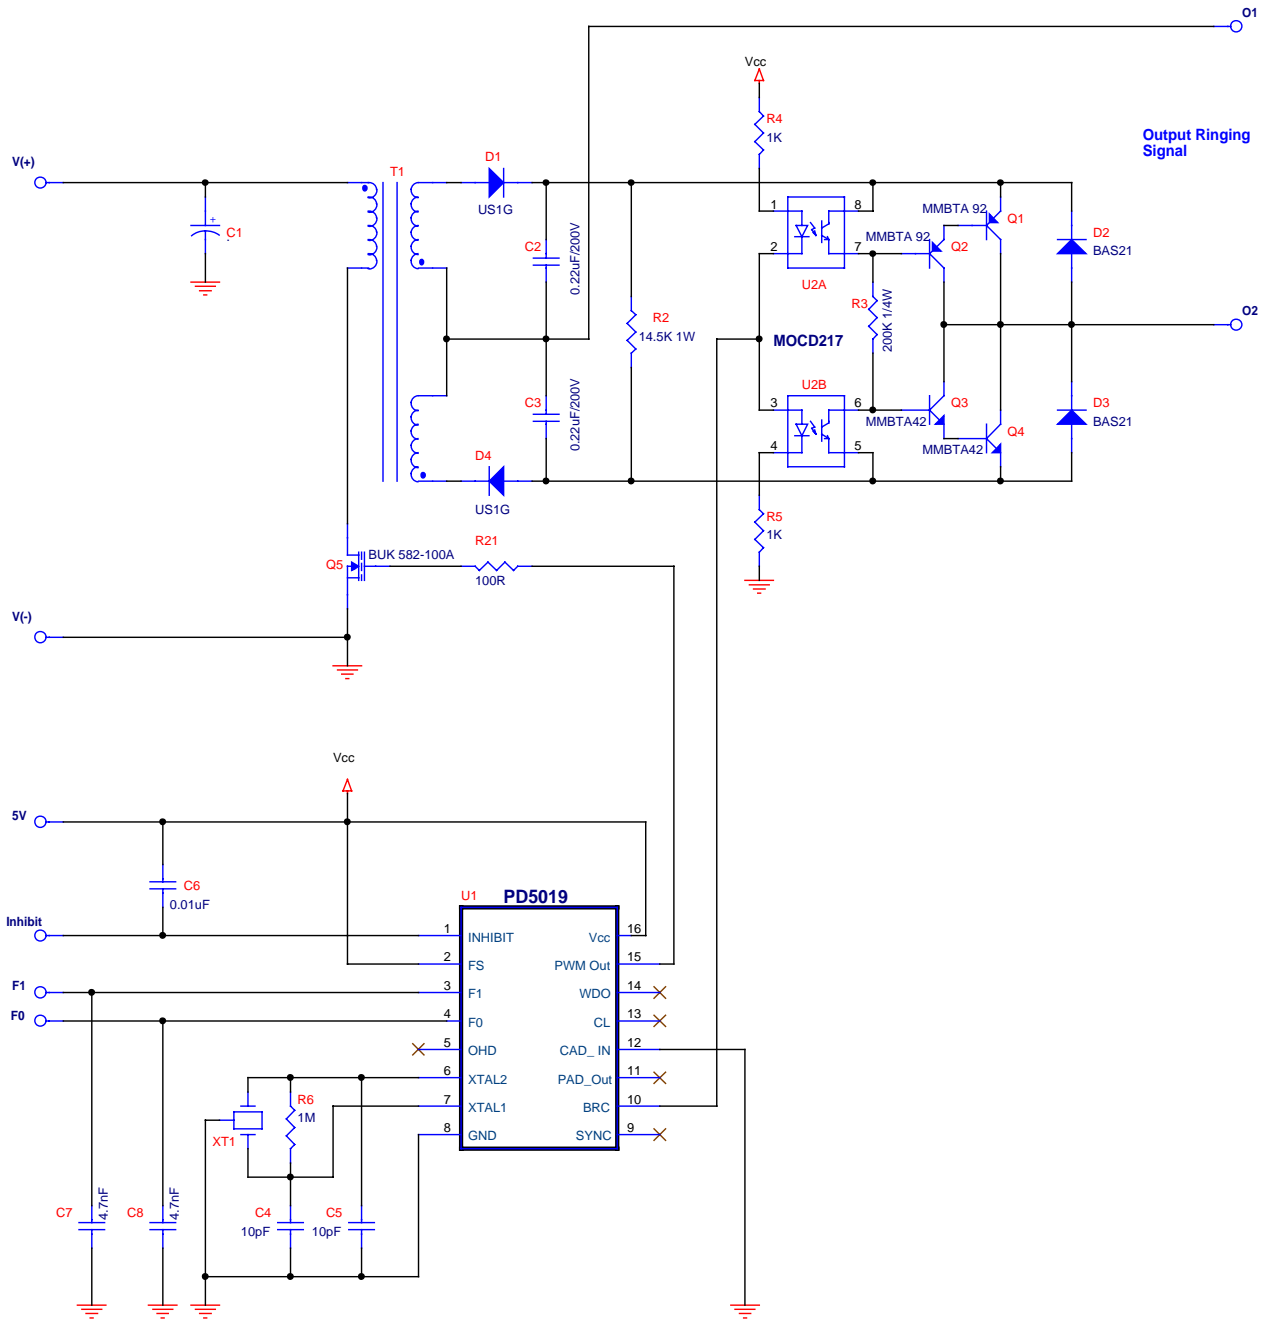 O1
Vcc
R4
1K
Output Ringing
Signal
V(+)
T1
D1
US1G
C1
+
C2
0.22uF/200V
1
2
8
7
U2A
MMBTA 92
Q1
MMBTA 92
Q2
D2
BAS21
R3
200K 1/4W
R2
14.5K 1W
MOCD217
O2
U2B
C3
0.22uF/200V
3
4
6
5
Q3
MMBTA42
Q4
MMBTA42
D3
BAS21
D4
US1G
R5
1K
R21
100R
Q5
BUK 582-100A
V(-)
Vcc
5V
C6
0.01uF
U1
PD5019
Inhibit
1 INHIBIT
Vcc 16
2 FS
PWM Out 15
F1
3 F1
WDO 14
F0
4 F0
CL 13
5 OHD
CAD_ IN 12
6 XTAL2
PAD_Out 11
7 XTAL1
BRC 10
8 GND
SYNC 9
R6
1M
XT1
C7
4.7nF
C8
4.7nF
C4
10pF
C5
10pF